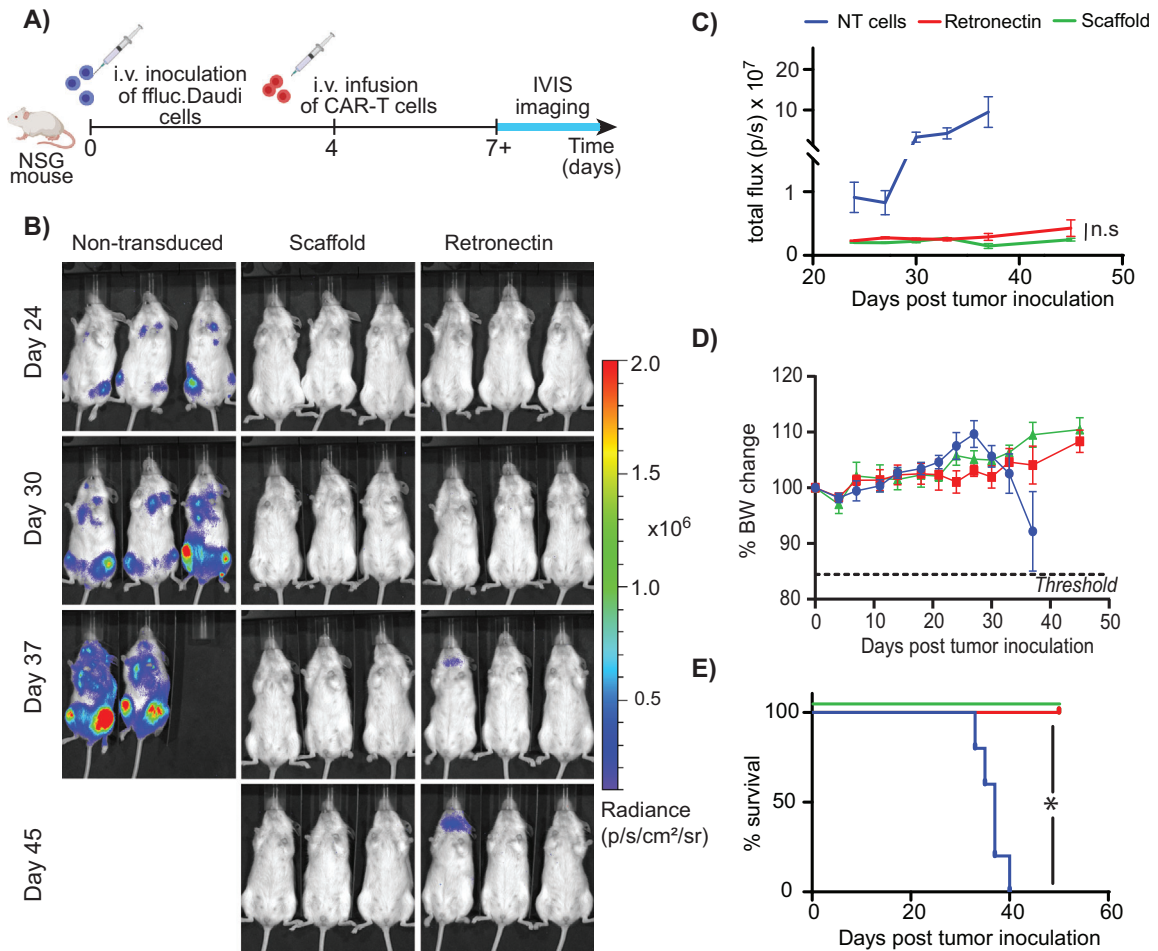 A)
i.v. inoculation
of ffluc.Daudi
cells
i.v. infusion
of CAR-T cells
IVIS
imaging
NSG
mouse
0
4
7+
Time
(days)
B)
Non-transduced
Scaffold
Retronectin
Day 24
Day 30
Day 37
Day 45
2.0
1.5
x10⁶
1.0
0.5
Radiance
(p/s/cm²/sr)
C)
NT cells
Retronectin
Scaffold
total flux (p/s) x 10⁷
20
10
1
0
n.s
20
30
40
50
Days post tumor inoculation
D)
% BW change
120
110
100
90
80
Threshold
0
10
20
30
40
50
Days post tumor inoculation
E)
% survival
100
50
0
*
0
20
40
60
Days post tumor inoculation